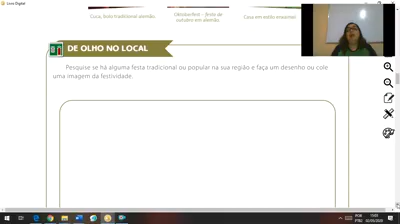 Livro Digital
Cuca, bolo tradicional alemão.
Oktoberfest – festa de
outubro em alemão.
Casa em estilo enxaimel.
DE OLHO NO LOCAL
Pesquise se há alguma festa tradicional ou popular na sua região e faça um desenho ou cole
uma imagem da festividade.